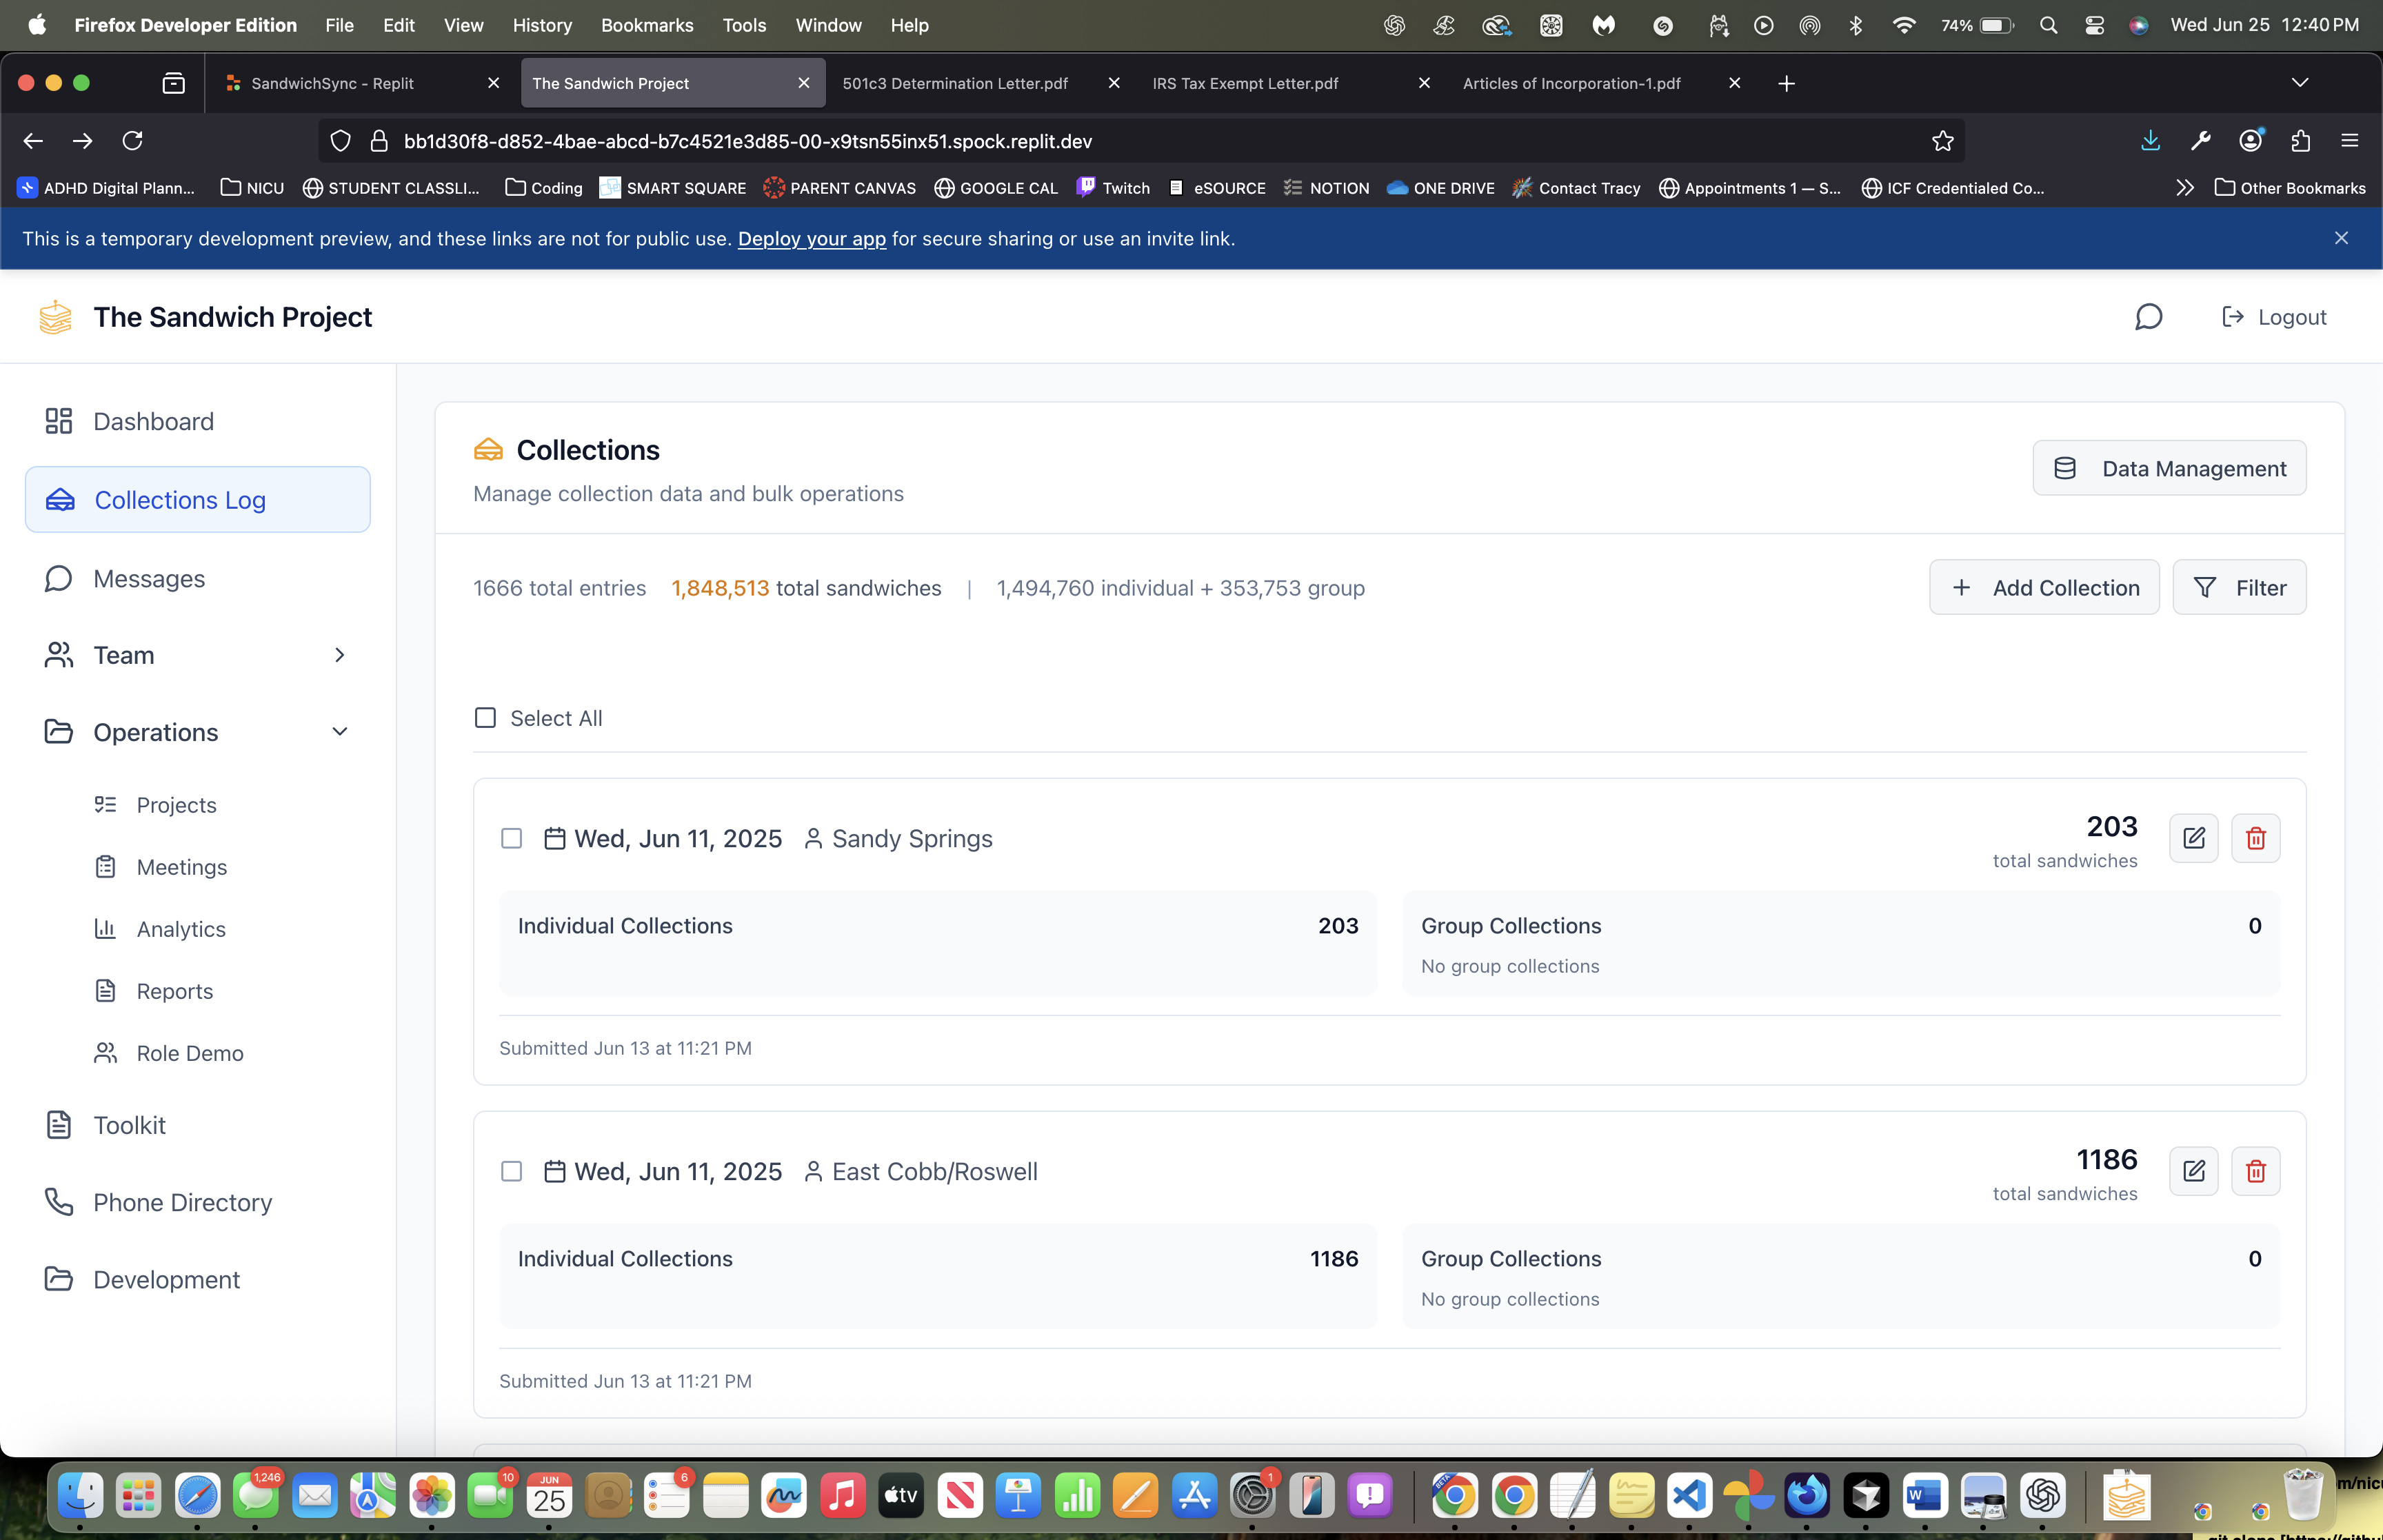 Firefox Developer Edition File Edit View History Bookmarks Tools Window Help 74% Wed Jun 25 12:40 PM
SandwichSync - Replit The Sandwich Project 501c3 Determination Letter.pdf IRS Tax Exempt Letter.pdf Articles of Incorporation-1.pdf
bb1d30f8-d852-4bae-abcd-b7c4521e3d85-00-x9tsn55inx51.spock.replit.dev
ADHD Digital Plann... NICU STUDENT CLASSLI... Coding SMART SQUARE PARENT CANVAS GOOGLE CAL Twitch eSOURCE NOTION ONE DRIVE Contact Tracy Appointments 1 — S... ICF Credentialed Co... Other Bookmarks
This is a temporary development preview, and these links are not for public use. Deploy your app for secure sharing or use an invite link.
The Sandwich Project
Logout
Dashboard
Collections Log
Messages
Team
Operations
Projects
Meetings
Analytics
Reports
Role Demo
Toolkit
Phone Directory
Development
Collections
Manage collection data and bulk operations
Data Management
1666 total entries 1,848,513 total sandwiches | 1,494,760 individual + 353,753 group
Add Collection
Filter
Select All
Wed, Jun 11, 2025 Sandy Springs
203
total sandwiches
Individual Collections 203
Group Collections 0
No group collections
Submitted Jun 13 at 11:21 PM
Wed, Jun 11, 2025 East Cobb/Roswell
1186
total sandwiches
Individual Collections 1186
Group Collections 0
No group collections
Submitted Jun 13 at 11:21 PM
1,246
10
JUN
25
6
tv
1
BETA
W